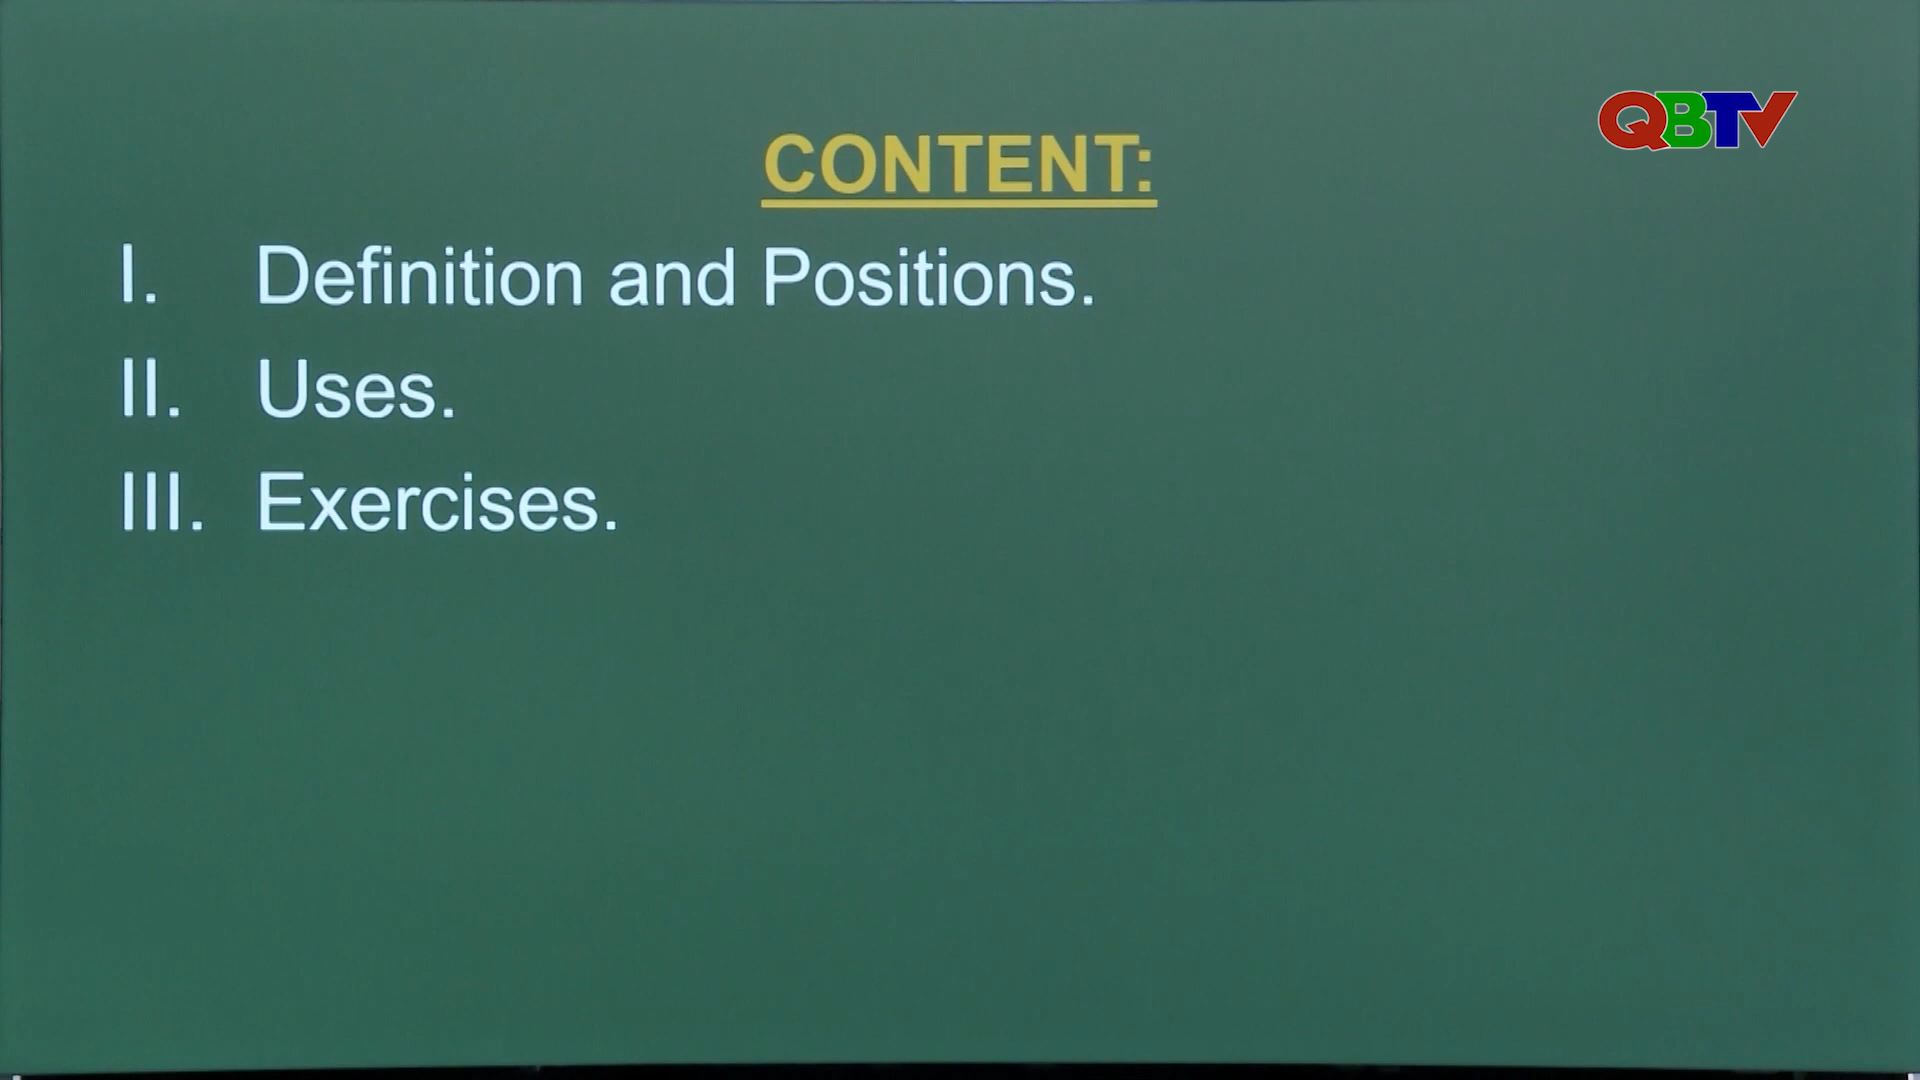 QBTV
CONTENT:
I. Definition and Positions.
II. Uses.
III. Exercises.